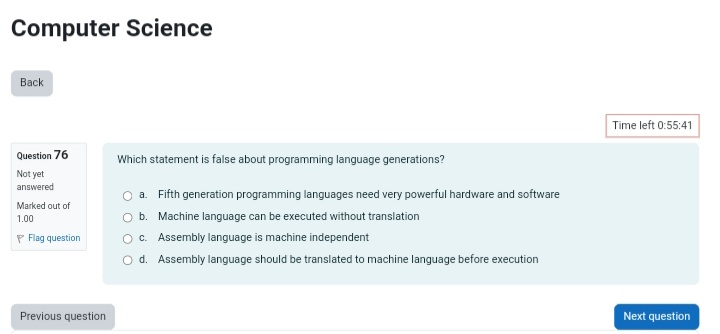 Computer Science
Back
Time left 0:55:41
Question 76
Not yet
answered
Marked out of
1.00
Flag question
Which statement is false about programming language generations?
a. Fifth generation programming languages need very powerful hardware and software
b. Machine language can be executed without translation
c. Assembly language is machine independent
d. Assembly language should be translated to machine language before execution
Previous question
Next question